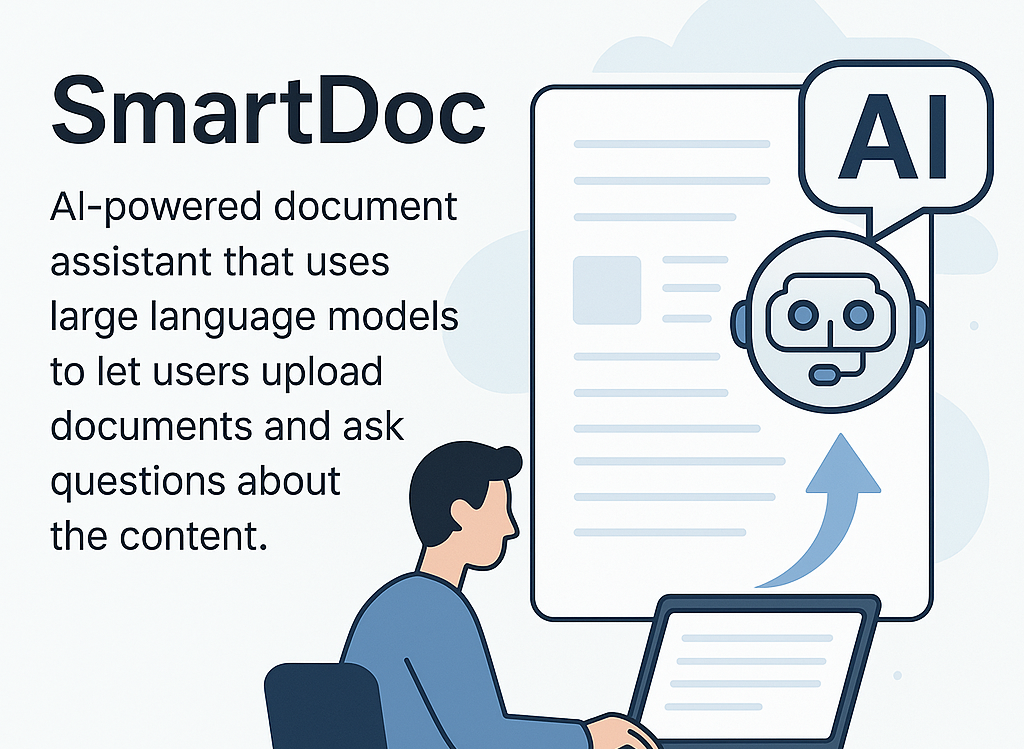 SmartDoc
AI-powered document
assistant that uses
large language models
to let users upload
documents and ask
questions about
the content.
AI